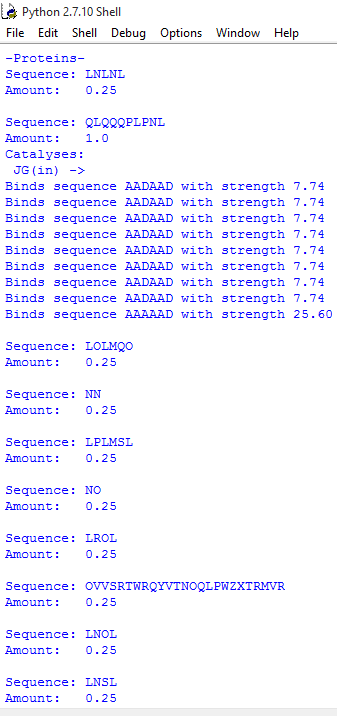 Python 2.7.10 Shell
File Edit Shell Debug Options Window Help
-Proteins-
Sequence: LNLNL
Amount: 0.25
Sequence: QLQQQPLPNL
Amount: 1.0
Catalyses:
JG(in) ->
Binds sequence AADAAD with strength 7.74
Binds sequence AADAAD with strength 7.74
Binds sequence AADAAD with strength 7.74
Binds sequence AADAAD with strength 7.74
Binds sequence AADAAD with strength 7.74
Binds sequence AADAAD with strength 7.74
Binds sequence AADAAD with strength 7.74
Binds sequence AADAAD with strength 7.74
Binds sequence AAAAAD with strength 25.60
Sequence: LOLMQO
Amount: 0.25
Sequence: NN
Amount: 0.25
Sequence: LPLMSL
Amount: 0.25
Sequence: NO
Amount: 0.25
Sequence: LROL
Amount: 0.25
Sequence: OVVSRTWRQYVTNOQLPWZXTRMVR
Amount: 0.25
Sequence: LNOL
Amount: 0.25
Sequence: LNSL
Amount: 0.25